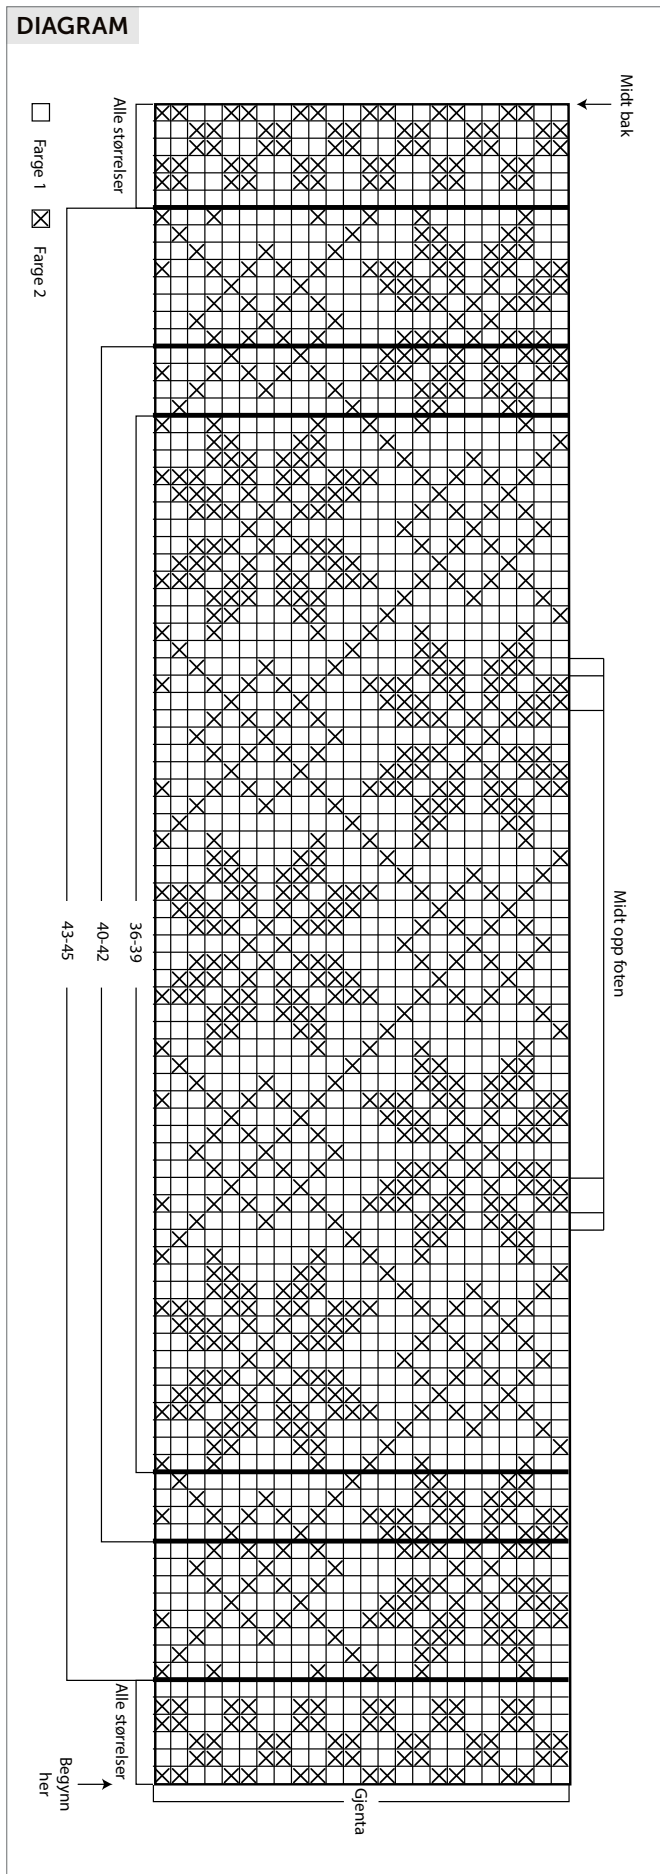 DIAGRAM
Midt bak
Alle størrelser
Farge 1
Farge 2
Midt opp foten
36-39
40-42
43-45
Alle størrelser
Begynn
her
Gjenta